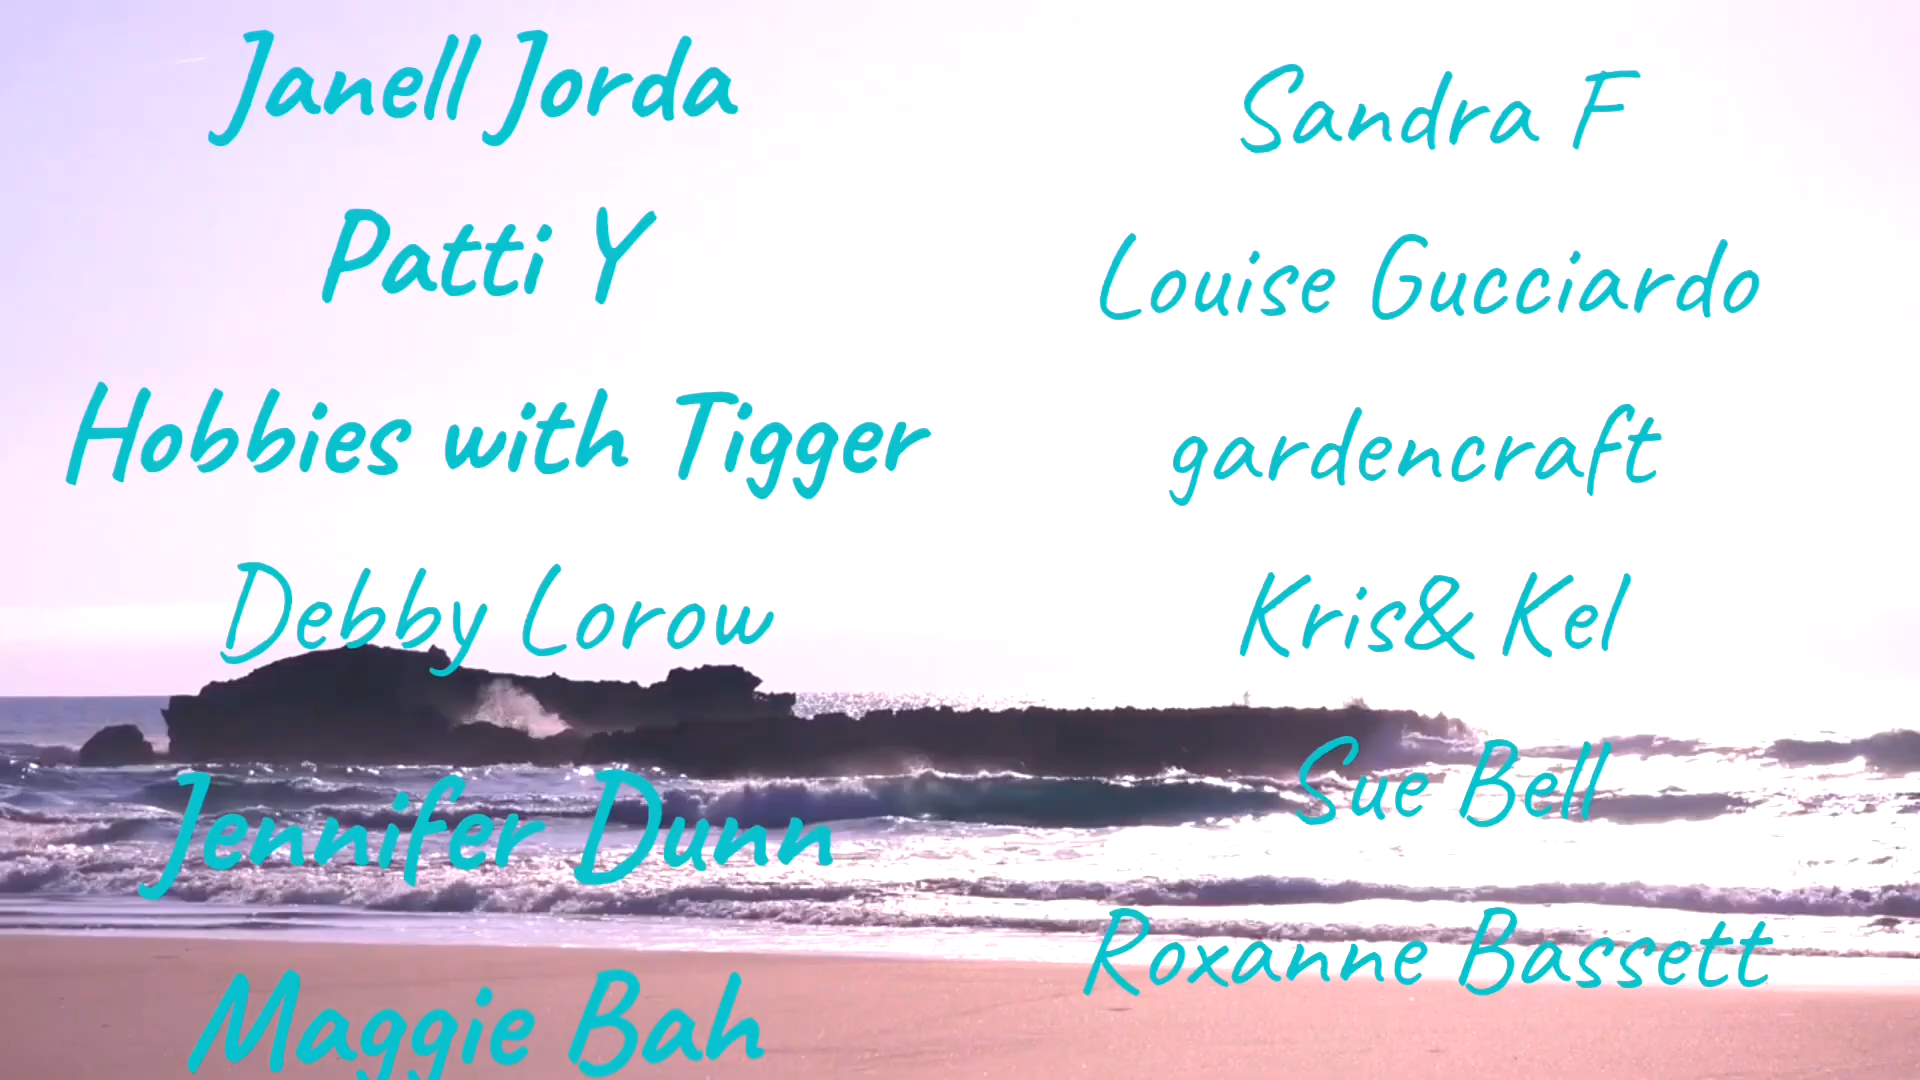 Janell Jorda
Patti Y
Hobbies with Tigger
Debby Lorow
Jennifer Dunn
Maggie Bah
Sandra F
Louise Gucciardo
gardencraft
Kris& Kel
Sue Bell
Roxanne Bassett